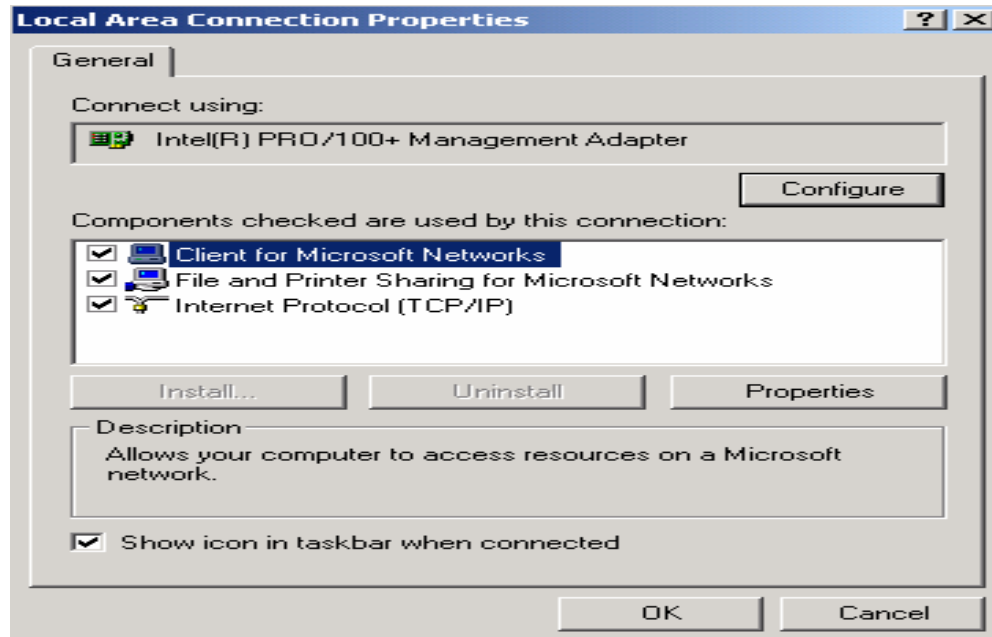 Local Area Connection Properties
General
Connect using:
Intel(R) PRO/100+ Management Adapter
Configure
Components checked are used by this connection:
Client for Microsoft Networks
File and Printer Sharing for Microsoft Networks
Internet Protocol (TCP/IP)
Install... Uninstall Properties
Description
Allows your computer to access resources on a Microsoft
network.
Show icon in taskbar when connected
OK Cancel